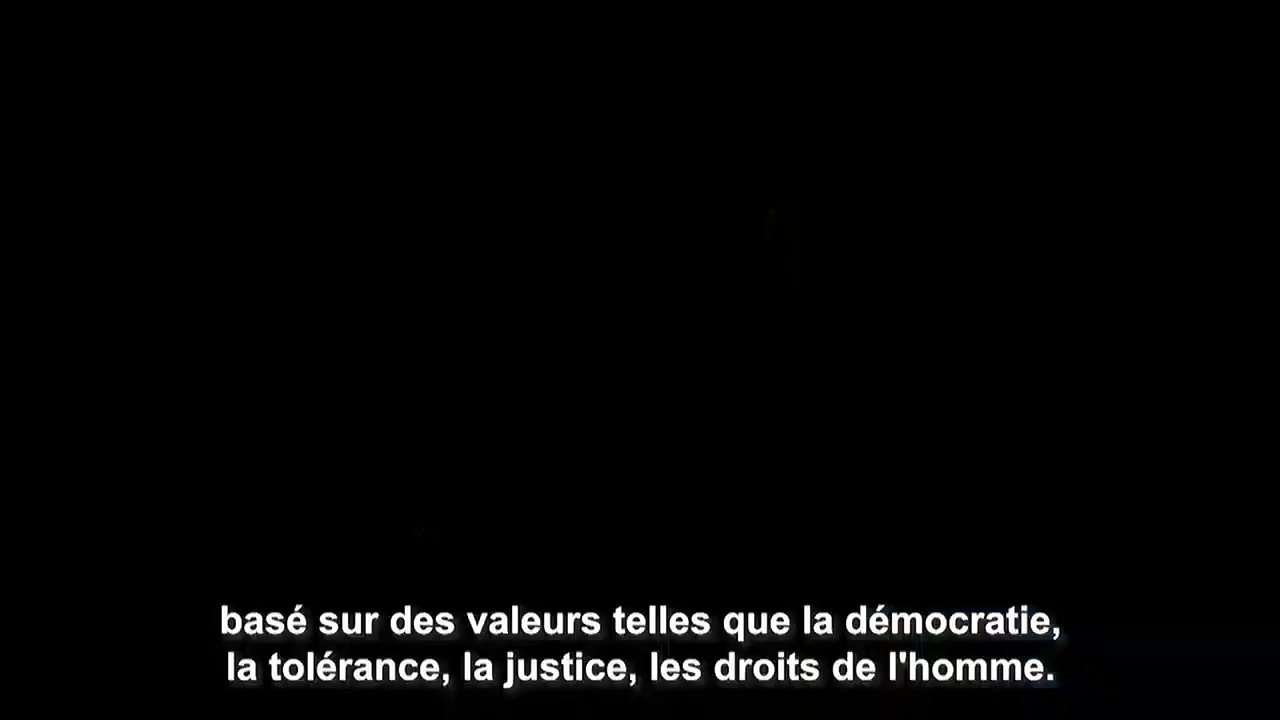 basé sur des valeurs telles que la démocratie,
la tolérance, la justice, les droits de l'homme.